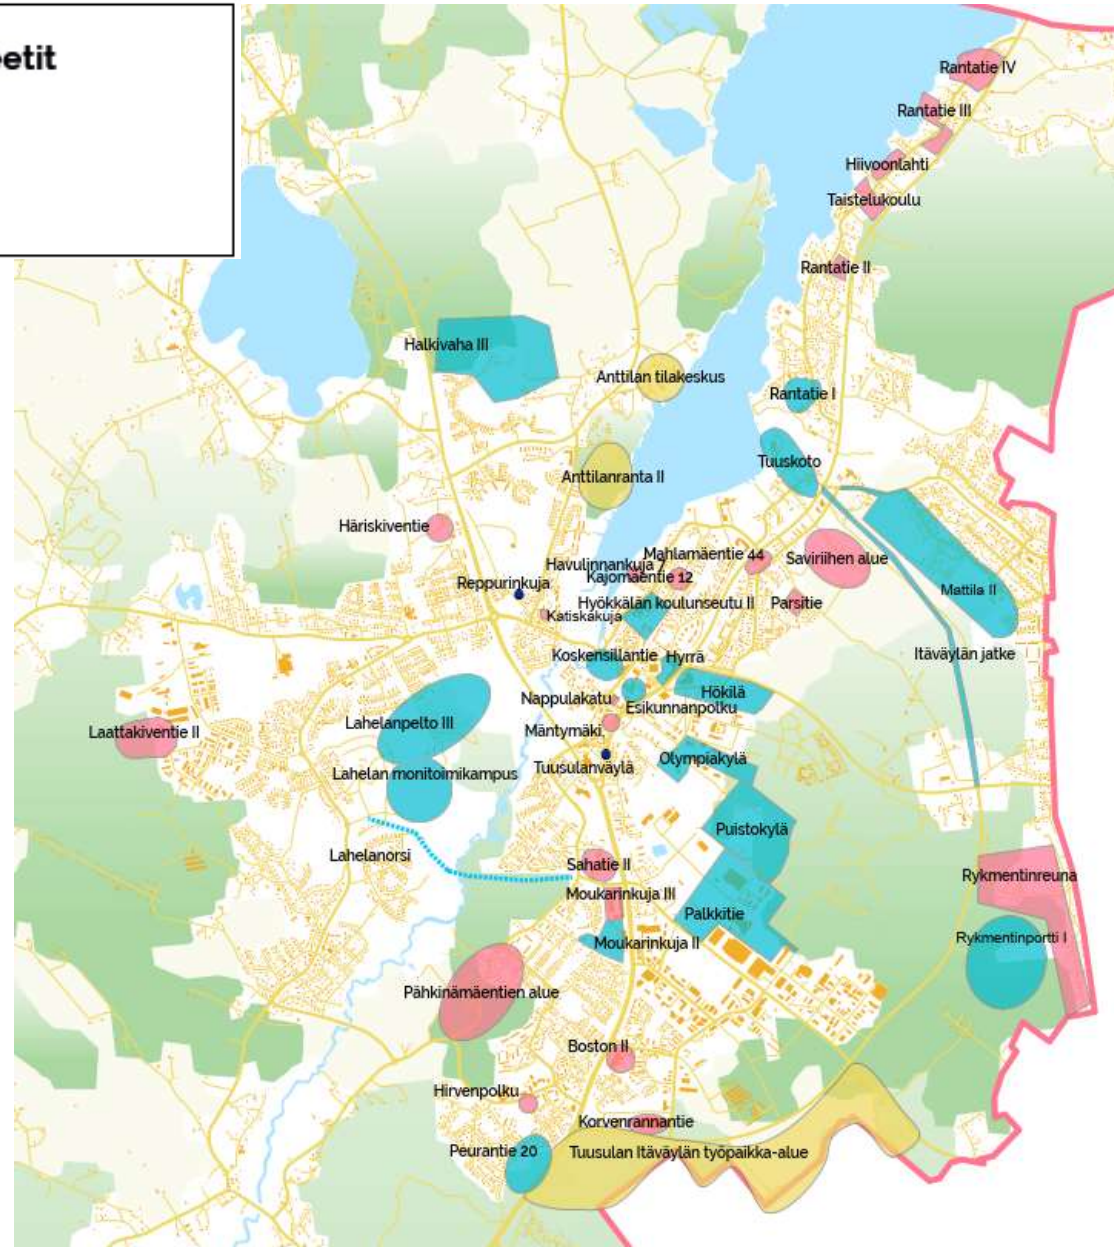 etit
Rantatie IV
Rantatie III
Hiivoonlahti
Taistelukoulu
Rantatie II
Halkivaha III
Anttilan tilakeskus
Rantatie I
Tuuskoto
Anttilanranta II
Häriskiventie
Mahlamäentie 44
Saviriihen alue
Havulinnankuja 7
Kajomäentie 12
Reppurinkuja
Mattila II
Hyökkälän koulunseutu II
Parsitie
Katiskakuja
Itäväylän jatke
Koskensillantie
Hyrrä
Hökilä
Nappulakatu
Esikunnanpolku
Lahelanpelto III
Laattakiventie II
Mäntymäki
Olympiakylä
Tuusulanväylä
Lahelan monitoimikampus
Puistokylä
Lahelanorsi
Sahatie II
Rykmentinreuna
Moukarinkuja III
Palkkitie
Rykmentinportti I
Moukarinkuja II
Pähkinämäentien alue
Boston II
Hirvenpolku
Korvenrannantie
Peurantie 20
Tuusulan Itäväylän työpaikka-alue